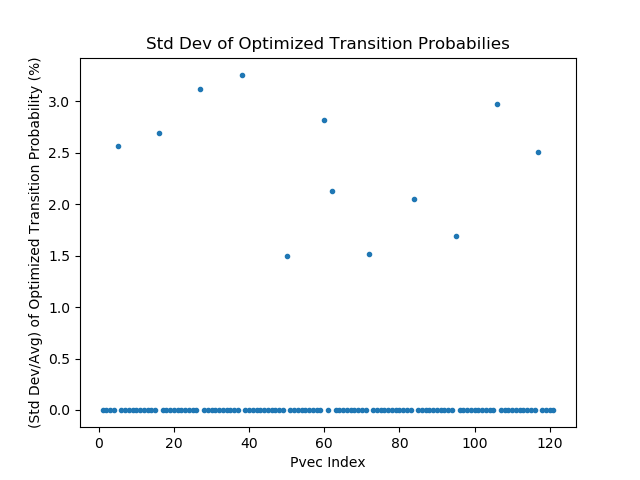 Std Dev of Optimized Transition Probabilies
(Std Dev/Avg) of Optimized Transition Probability (%)
3.0
2.5
2.0
1.5
1.0
0.5
0.0
0 20 40 60 80 100 120
Pvec Index